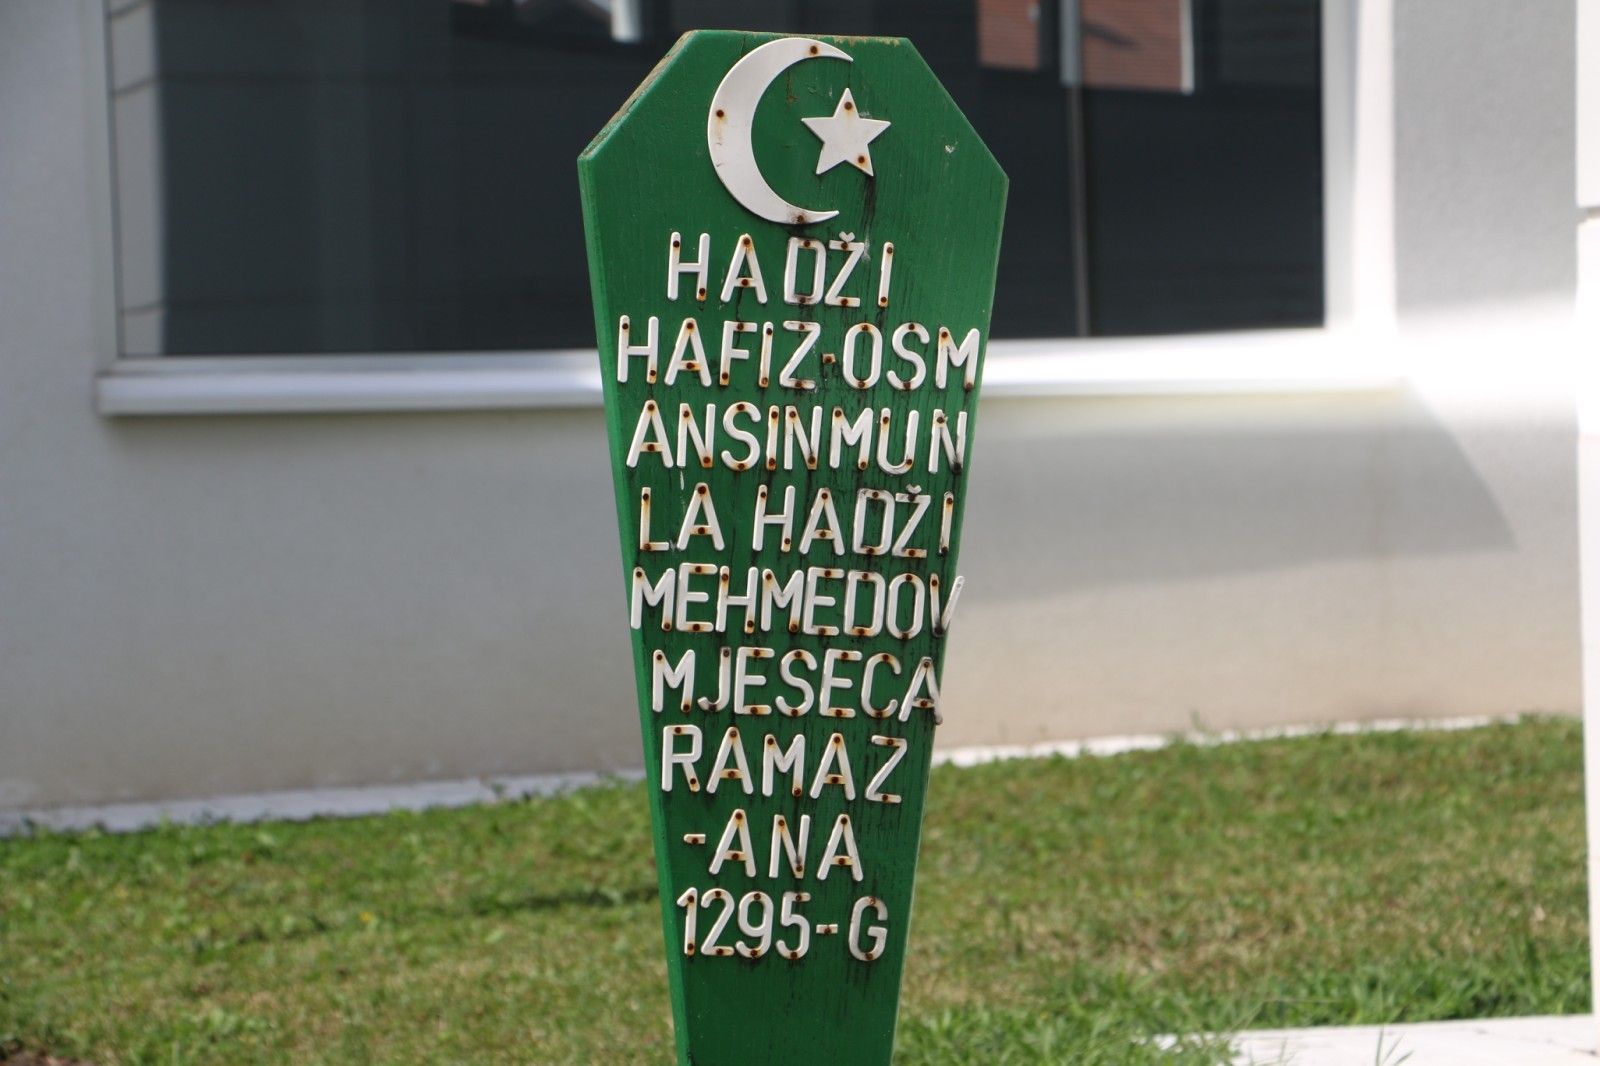 HADŽI
HAFIZ-OSM
ANSINMUN
LA HADŽI
MEHMEDOV
MJESECA
RAMAZ
-ANA
1295-G